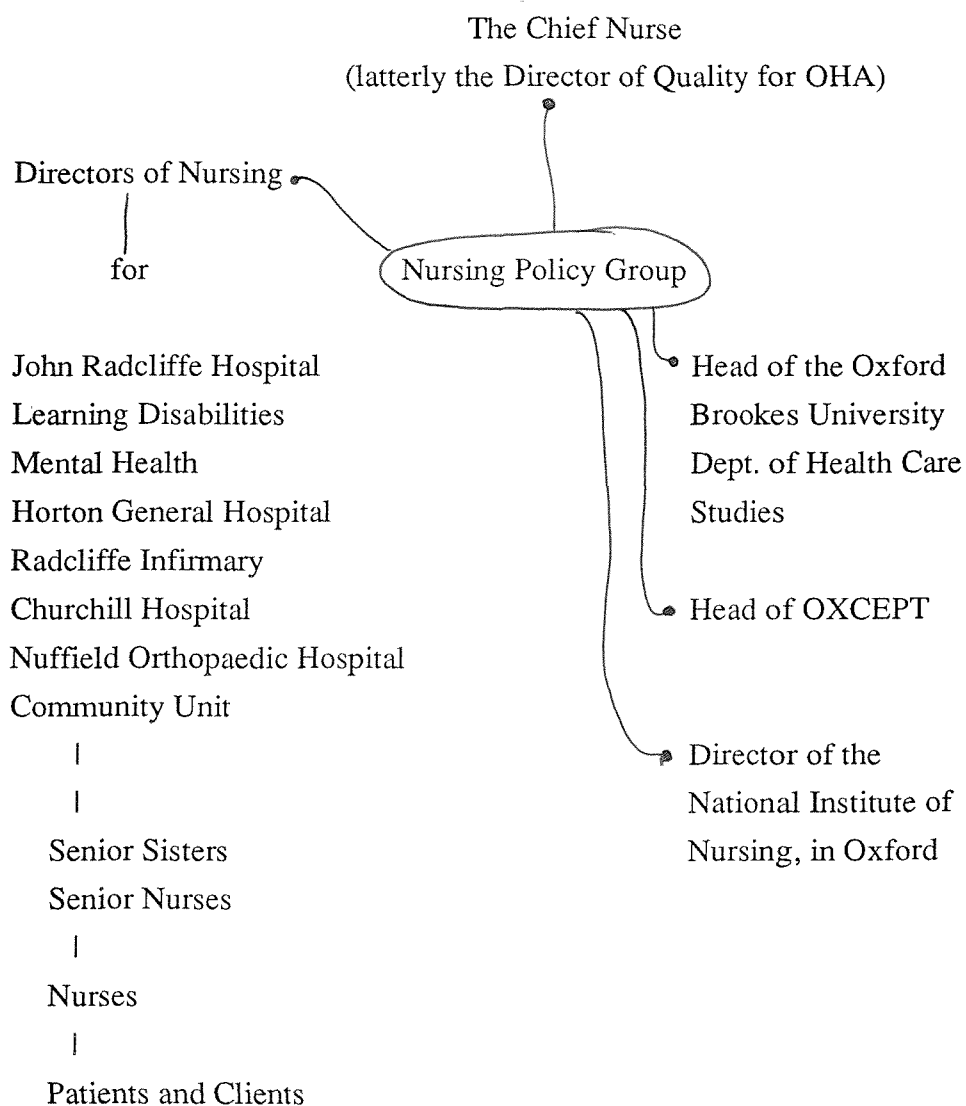 The Chief Nurse
(latterly the Director of Quality for OHA)
Directors of Nursing
for
Nursing Policy Group
John Radcliffe Hospital
Learning Disabilities
Mental Health
Horton General Hospital
Radcliffe Infirmary
Churchill Hospital
Nuffield Orthopaedic Hospital
Community Unit
Senior Sisters
Senior Nurses
Nurses
Patients and Clients
Head of the Oxford
Brookes University
Dept. of Health Care
Studies
Head of OXCEPT
Director of the
National Institute of
Nursing, in Oxford